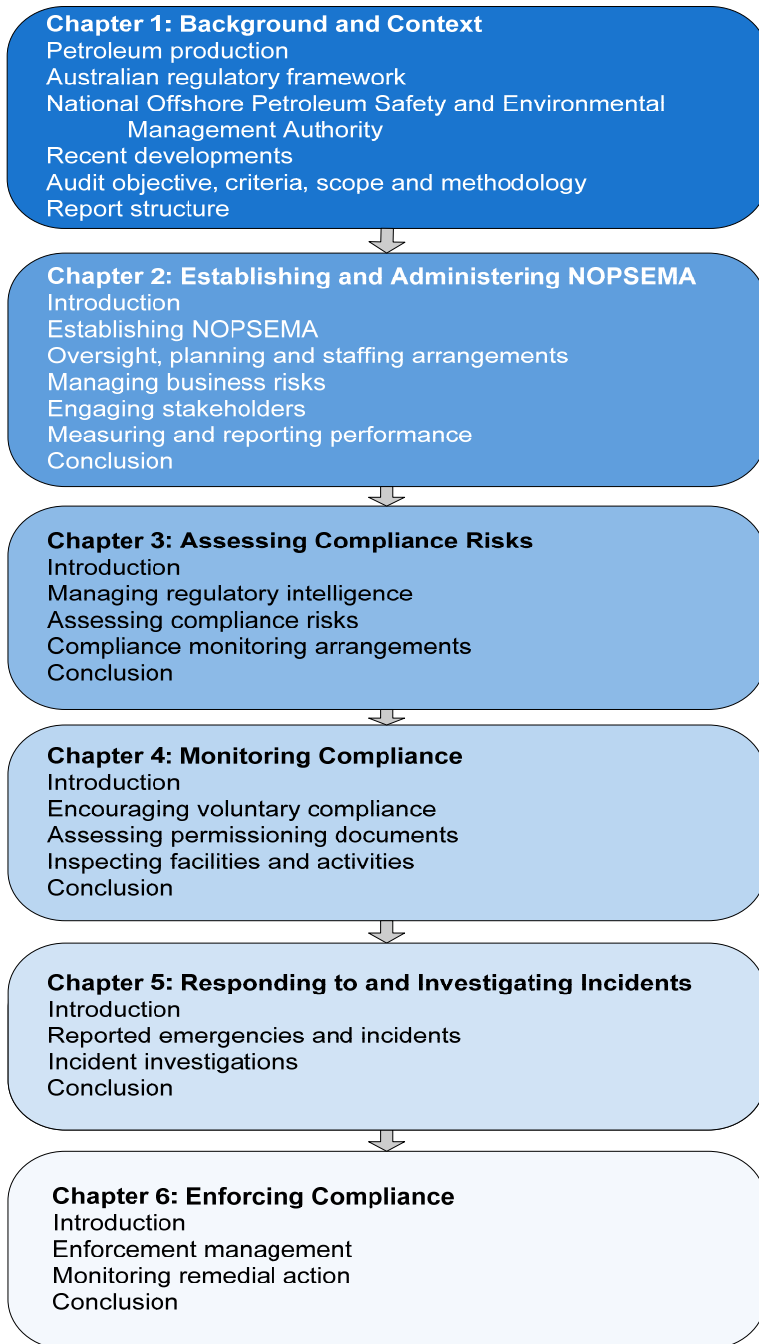 Chapter 1: Background and Context
Petroleum production
Australian regulatory framework
National Offshore Petroleum Safety and Environmental
Management Authority
Recent developments
Audit objective, criteria, scope and methodology
Report structure
Chapter 2: Establishing and Administering NOPSEMA
Introduction
Establishing NOPSEMA
Oversight, planning and staffing arrangements
Managing business risks
Engaging stakeholders
Measuring and reporting performance
Conclusion
Chapter 3: Assessing Compliance Risks
Introduction
Managing regulatory intelligence
Assessing compliance risks
Compliance monitoring arrangements
Conclusion
Chapter 4: Monitoring Compliance
Introduction
Encouraging voluntary compliance
Assessing permissioning documents
Inspecting facilities and activities
Conclusion
Chapter 5: Responding to and Investigating Incidents
Introduction
Reported emergencies and incidents
Incident investigations
Conclusion
Chapter 6: Enforcing Compliance
Introduction
Enforcement management
Monitoring remedial action
Conclusion